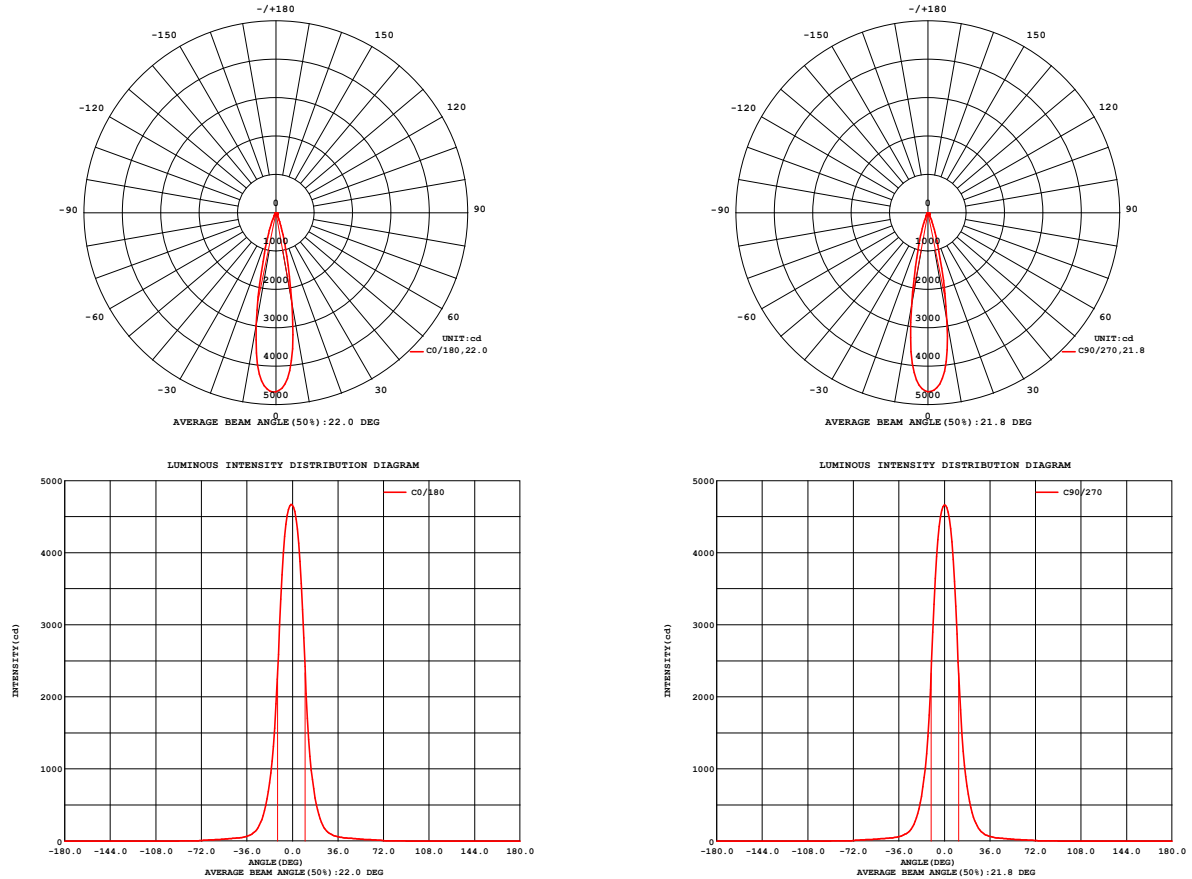 -/+180
-150
150
-120
120
-90
90
0
1000
2000
3000
4000
5000
-60
60
UNIT:cd
C0/180,22.0
-30
30
0
AVERAGE BEAM ANGLE(50%):22.0 DEG
-/+180
-150
150
-120
120
-90
90
0
1000
2000
3000
4000
5000
-60
60
UNIT:cd
C90/270,21.8
-30
30
0
AVERAGE BEAM ANGLE(50%):21.8 DEG
LUMINOUS INTENSITY DISTRIBUTION DIAGRAM
C0/180
5000
4000
3000
2000
1000
0
INTENSITY(cd)
-180.0 -144.0 -108.0 -72.0 -36.0 0.0 36.0 72.0 108.0 144.0 180.0
ANGLE(DEG)
AVERAGE BEAM ANGLE(50%):22.0 DEG
LUMINOUS INTENSITY DISTRIBUTION DIAGRAM
C90/270
5000
4000
3000
2000
1000
0
INTENSITY(cd)
-180.0 -144.0 -108.0 -72.0 -36.0 0.0 36.0 72.0 108.0 144.0 180.0
ANGLE(DEG)
AVERAGE BEAM ANGLE(50%):21.8 DEG